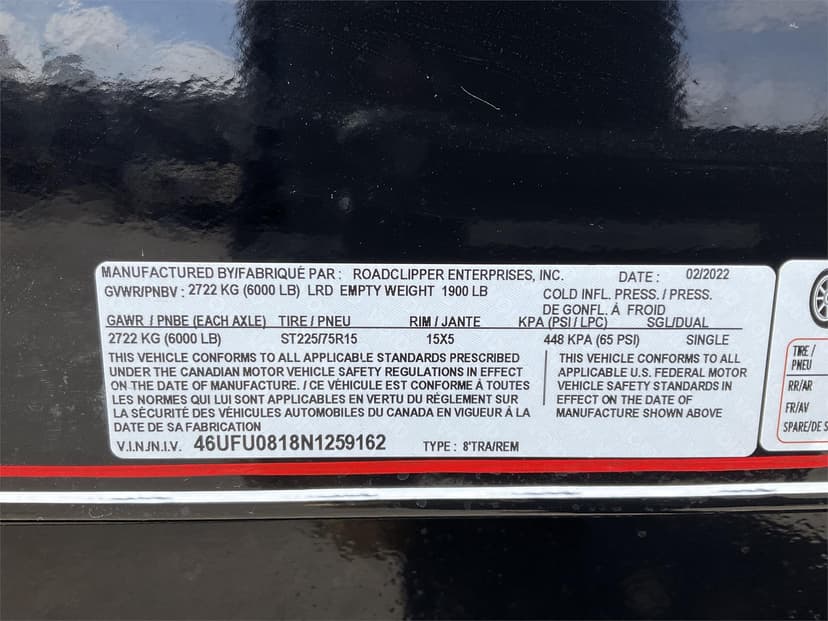 MANUFACTURED BY/FABRIQUÉ PAR : ROADCLIPPER ENTERPRISES, INC. DATE : 02/2022
GVWR/PNBV : 2722 KG (6000 LB) LRD EMPTY WEIGHT 1900 LB COLD INFL. PRESS. / PRESS.
DE GONFL. À FROID
GAWR / PNBE (EACH AXLE) TIRE / PNEU RIM / JANTE KPA (PSI / LPC) SGL/DUAL
2722 KG (6000 LB) ST225/75R15 15X5 448 KPA (65 PSI) SINGLE
THIS VEHICLE CONFORMS TO ALL APPLICABLE STANDARDS PRESCRIBED
UNDER THE CANADIAN MOTOR VEHICLE SAFETY REGULATIONS IN EFFECT
ON THE DATE OF MANUFACTURE. / CE VÉHICULE EST CONFORME À TOUTES
LES NORMES QUI LUI SONT APPLICABLES EN VERTU DU RÈGLEMENT SUR
LA SÉCURITÉ DES VÉHICULES AUTOMOBILES DU CANADA EN VIGUEUR À LA
DATE DE SA FABRICATION
THIS VEHICLE CONFORMS TO ALL
APPLICABLE U.S. FEDERAL MOTOR
VEHICLE SAFETY STANDARDS IN
EFFECT ON THE DATE OF
MANUFACTURE SHOWN ABOVE
V.I.N./N.I.V. 46UFU0818N1259162 TYPE : 8'TRA/REM
TIRE /
PNEU
RR/AR
FR/AV
SPARE/DE S